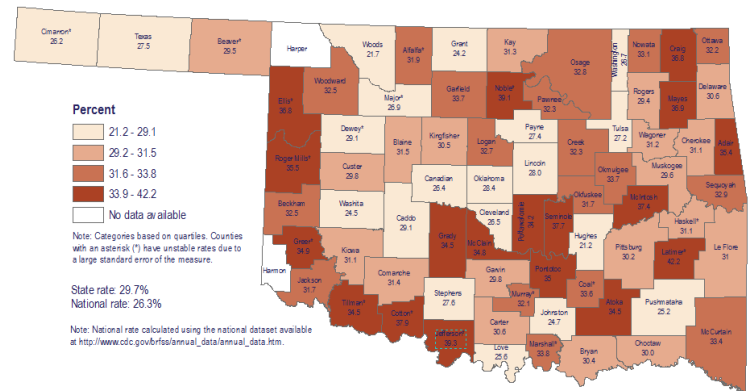 Cimarron*
26.2
Texas
27.5
Beaver*
29.5
Harper
Woods
21.7
Alfalfa*
31.9
Grant
24.2
Kay
31.3
Osage
32.8
Washington
26.7
Nowata
33.1
Craig
36.8
Ottawa
32.2
Ellis*
36.8
Woodward
32.5
Major*
26.9
Garfield
33.7
Noble*
39.1
Pawnee
32.3
Rogers
29.4
Mayes
36.9
Delaware
30.6
Percent
21.2 - 29.1
29.2 - 31.5
31.6 - 33.8
33.9 - 42.2
No data available
Roger Mills*
35.5
Dewey*
29.1
Blaine
31.5
Kingfisher
30.5
Logan
32.7
Payne
27.4
Creek
32.3
Tulsa
27.2
Wagoner
31.2
Cherokee
31.1
Adair
35.4
Custer
29.8
Canadian
26.4
Oklahoma
28.4
Lincoln
28.0
Okmulgee
33.7
Muskogee
29.6
Sequoyah
32.9
Beckham
32.5
Washita
24.5
Caddo
29.1
Cleveland
26.5
Pottawatomie
34.2
Seminole
37.7
Okfuskee
31.7
McIntosh
37.4
Haskell*
31.1
Note: Categories based on quartiles. Counties
with an asterisk (*) have unstable rates due to
a large standard error of the measure.
Greer*
34.9
Kiowa
31.1
Grady
34.5
McClain
34.8
Hughes
21.2
Pittsburg
30.2
Latimer*
42.2
Le Flore
31
Harmon
Jackson
31.7
Comanche
31.4
Garvin
29.8
Pontotoc
35
Coal*
33.6
State rate: 29.7%
National rate: 26.3%
Tillman*
34.5
Cotton*
37.9
Stephens
27.6
Murray*
32.1
Johnston
24.7
Atoka
34.5
Pushmataha
25.2
McCurtain
33.4
Note: National rate calculated using the national dataset available
at http://www.cdc.gov/brfss/annual_data/annual_data.htm.
Jefferson*
39.3
Carter
30.6
Love
25.6
Marshall*
33.8
Bryan
30.4
Choctaw
30.0